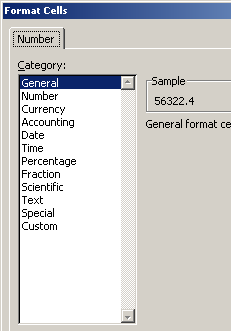 Format Cells
Number
Category:
General
Number
Currency
Accounting
Date
Time
Percentage
Fraction
Scientific
Text
Special
Custom
Sample
56322.4
General format ce